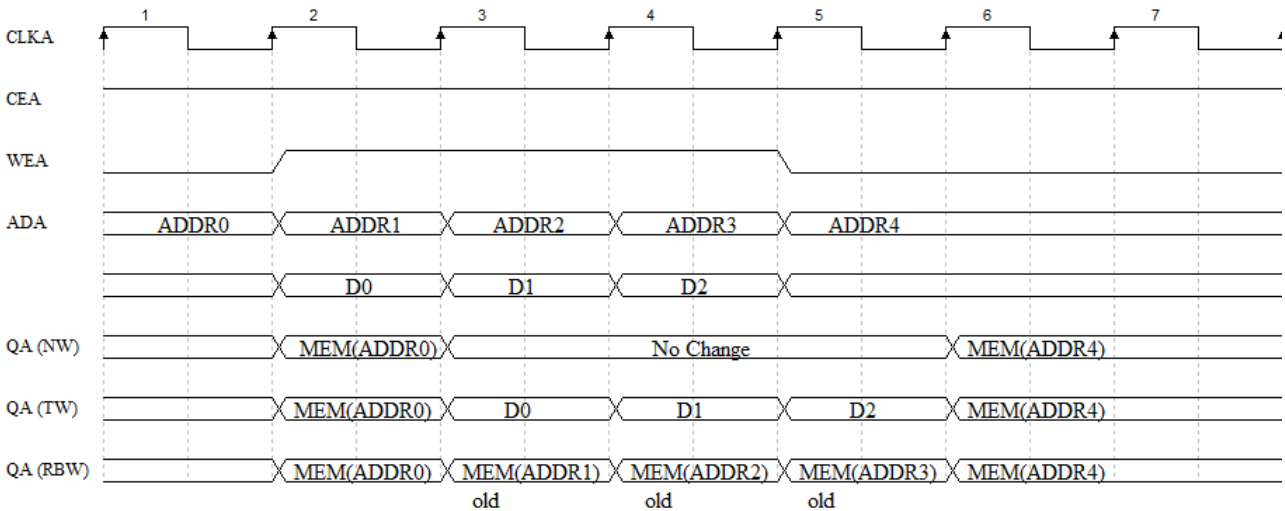 1 2 3 4 5 6 7
CLKA
CEA
WEA
ADA ADDR0 ADDR1 ADDR2 ADDR3 ADDR4
D0 D1 D2
QA (NW) MEM(ADDR0) No Change MEM(ADDR4)
QA (TW) MEM(ADDR0) D0 D1 D2 MEM(ADDR4)
QA (RBW) MEM(ADDR0) MEM(ADDR1) MEM(ADDR2) MEM(ADDR3) MEM(ADDR4)
old old old